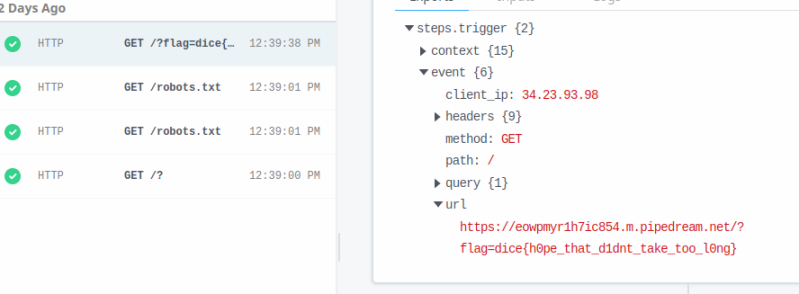 2 Days Ago
HTTP GET /?flag=dice{… 12:39:38 PM
HTTP GET /robots.txt 12:39:01 PM
HTTP GET /robots.txt 12:39:01 PM
HTTP GET /? 12:39:00 PM
steps.trigger {2}
context {15}
event {6}
client_ip: 34.23.93.98
headers {9}
method: GET
path: /
query {1}
url
https://eowpmyr1h7ic854.m.pipedream.net/?
flag=dice{h0pe_that_d1dnt_take_too_l0ng}